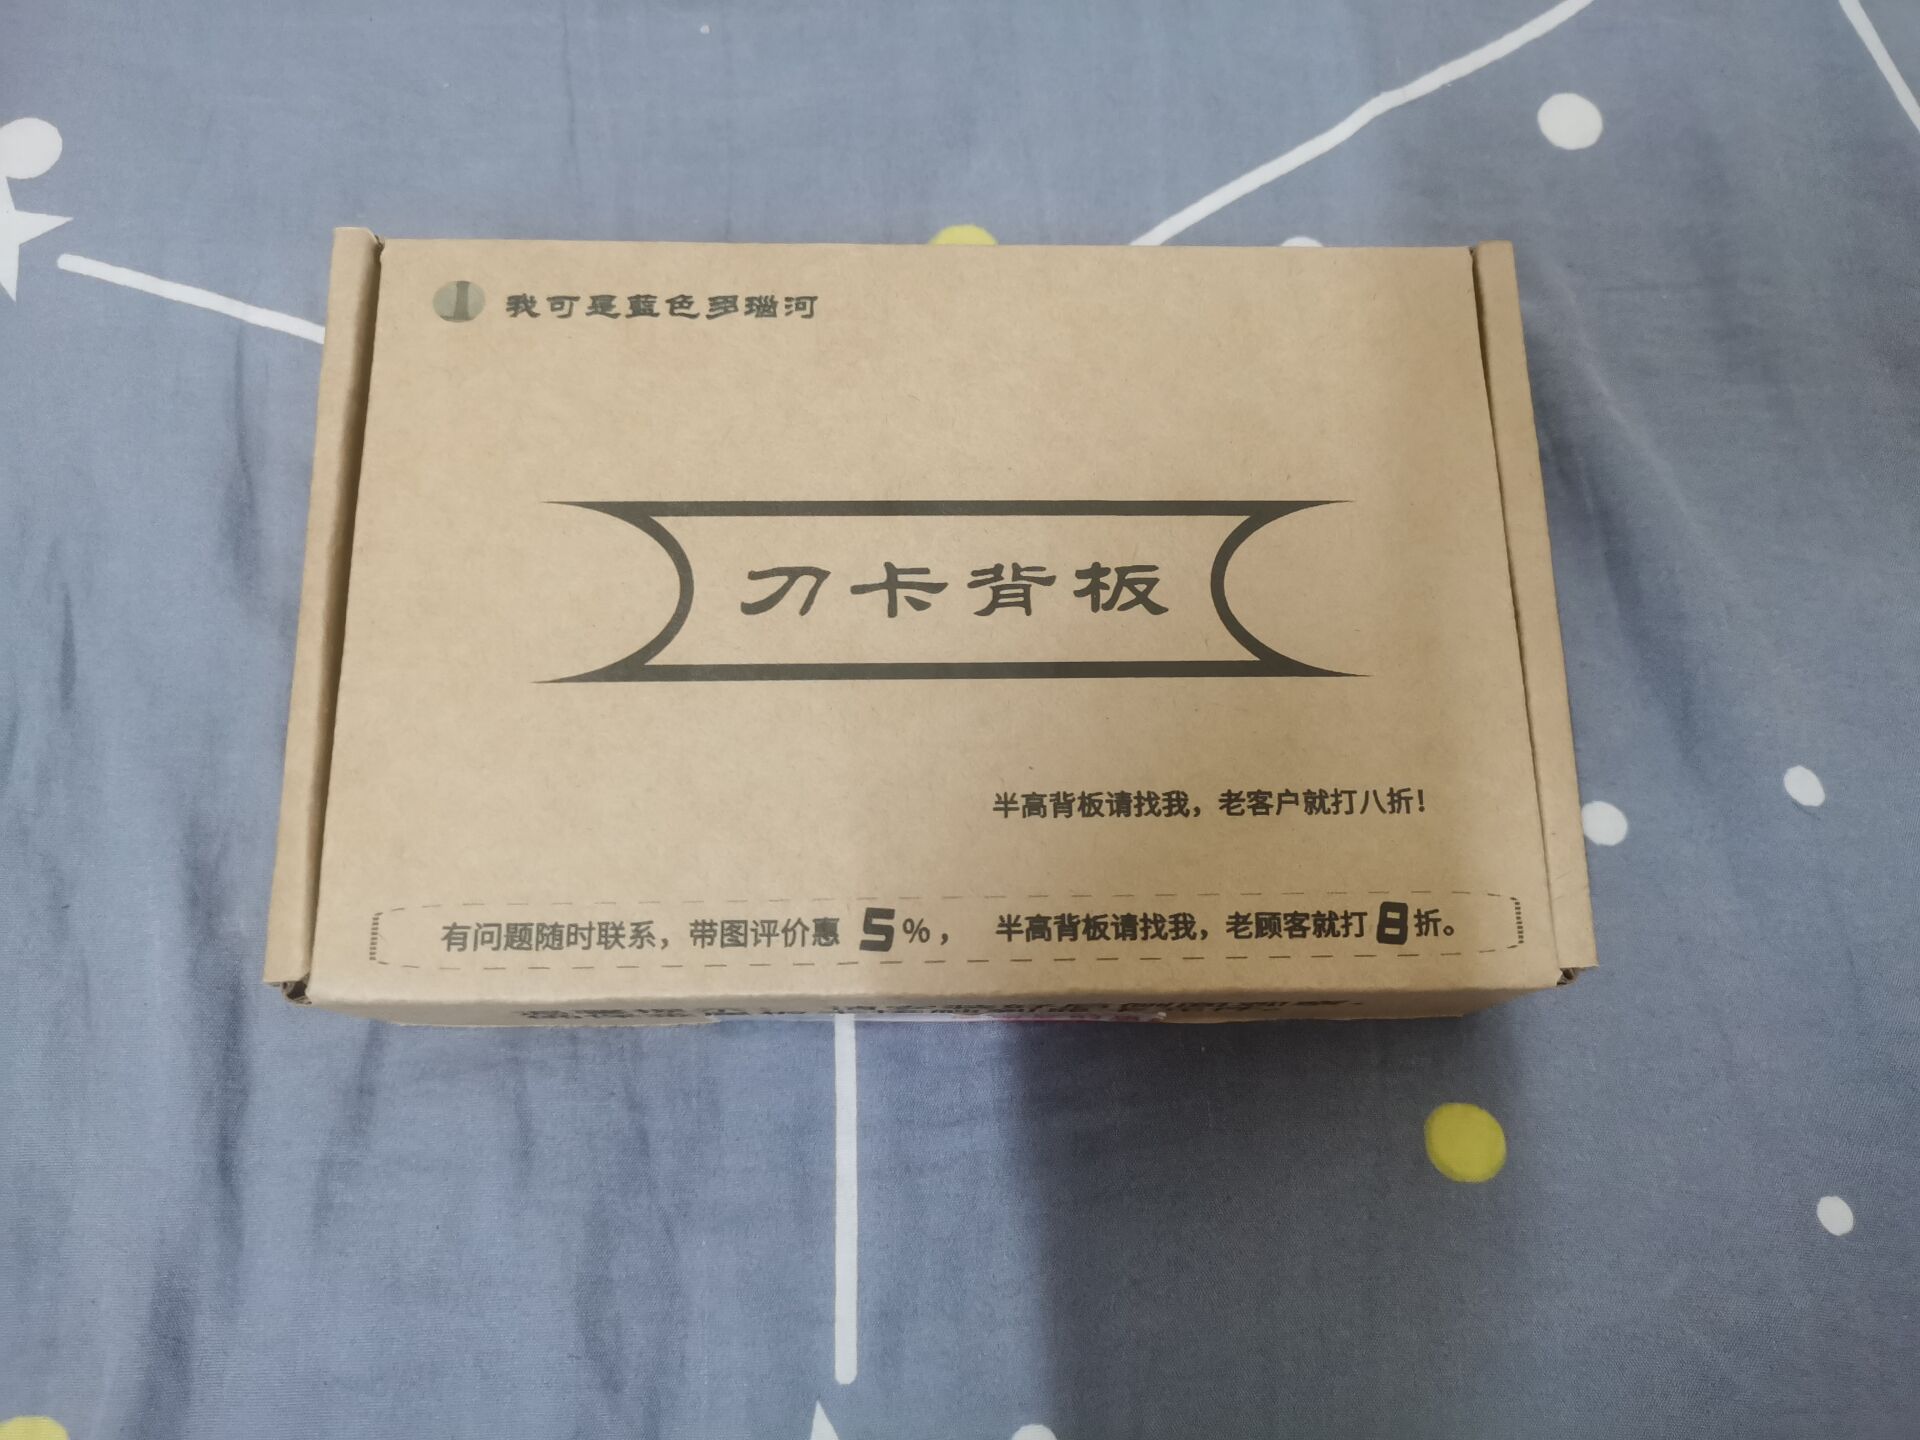 我可是藍色多瑙河
刀卡背板
半高背板请找我，老客户就打八折！
有问题随时联系，带图评价惠 5%， 半高背板请找我，老顾客就打8折。